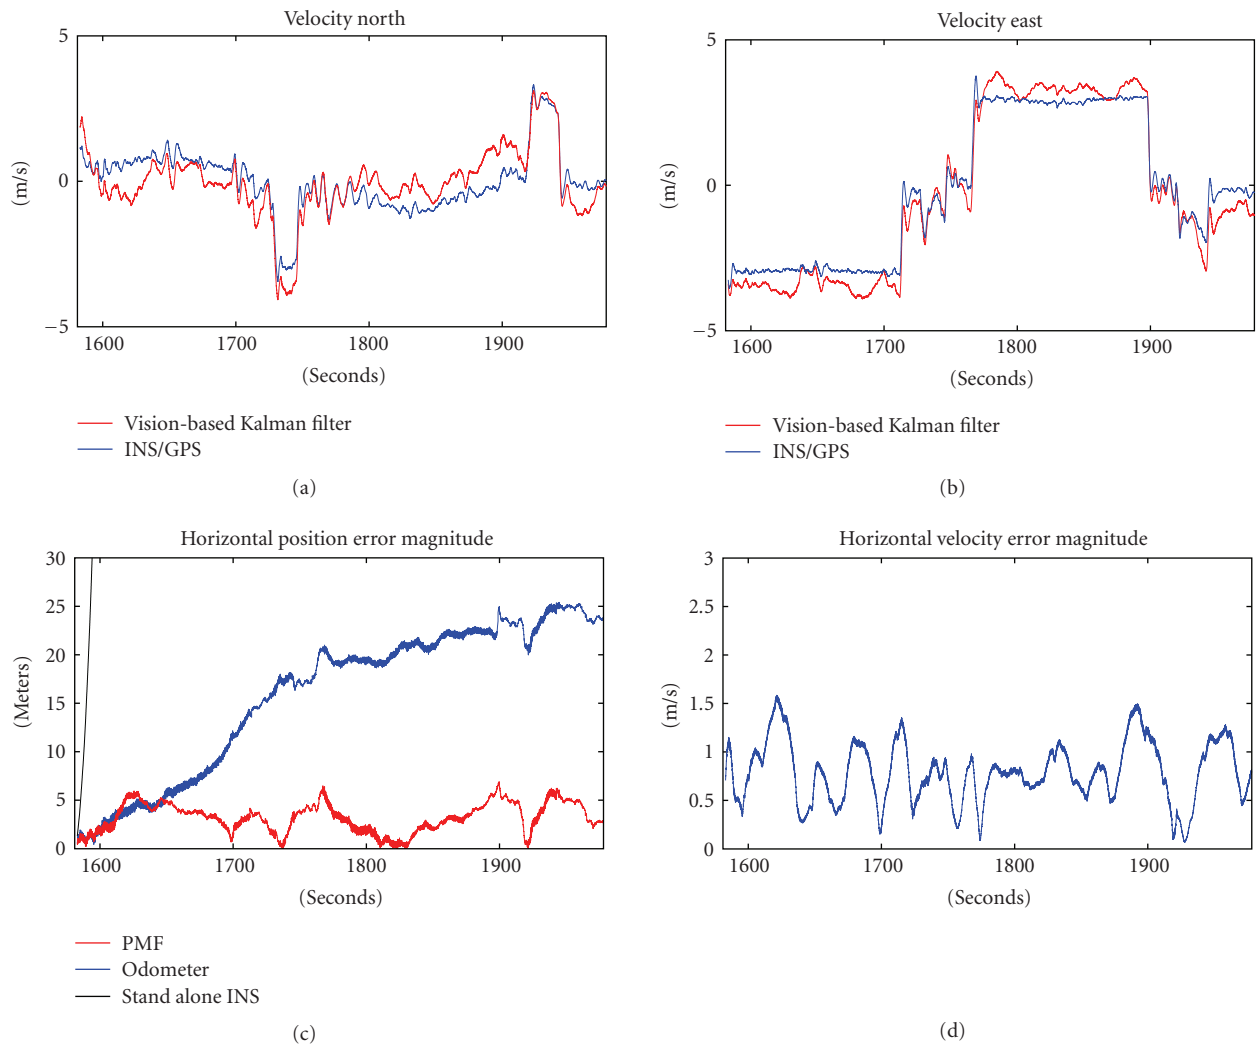 Velocity north
5
0
−5
(m/s)
1600 1700 1800 1900
(Seconds)
Vision-based Kalman filter
INS/GPS
(a)
Velocity east
5
0
−5
(m/s)
1600 1700 1800 1900
(Seconds)
Vision-based Kalman filter
INS/GPS
(b)
Horizontal position error magnitude
30
25
20
15
10
5
0
(Meters)
1600 1700 1800 1900
(Seconds)
PMF
Odometer
Stand alone INS
(c)
Horizontal velocity error magnitude
3
2.5
2
1.5
1
0.5
0
(m/s)
1600 1700 1800 1900
(Seconds)
(d)